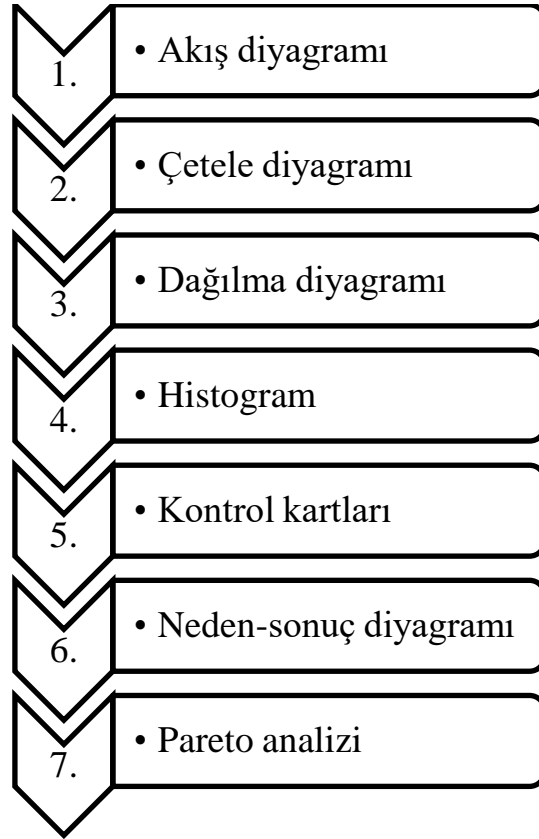 1. • Akış diyagramı
2. • Çetele diyagramı
3. • Dağılma diyagramı
4. • Histogram
5. • Kontrol kartları
6. • Neden-sonuç diyagramı
7. • Pareto analizi